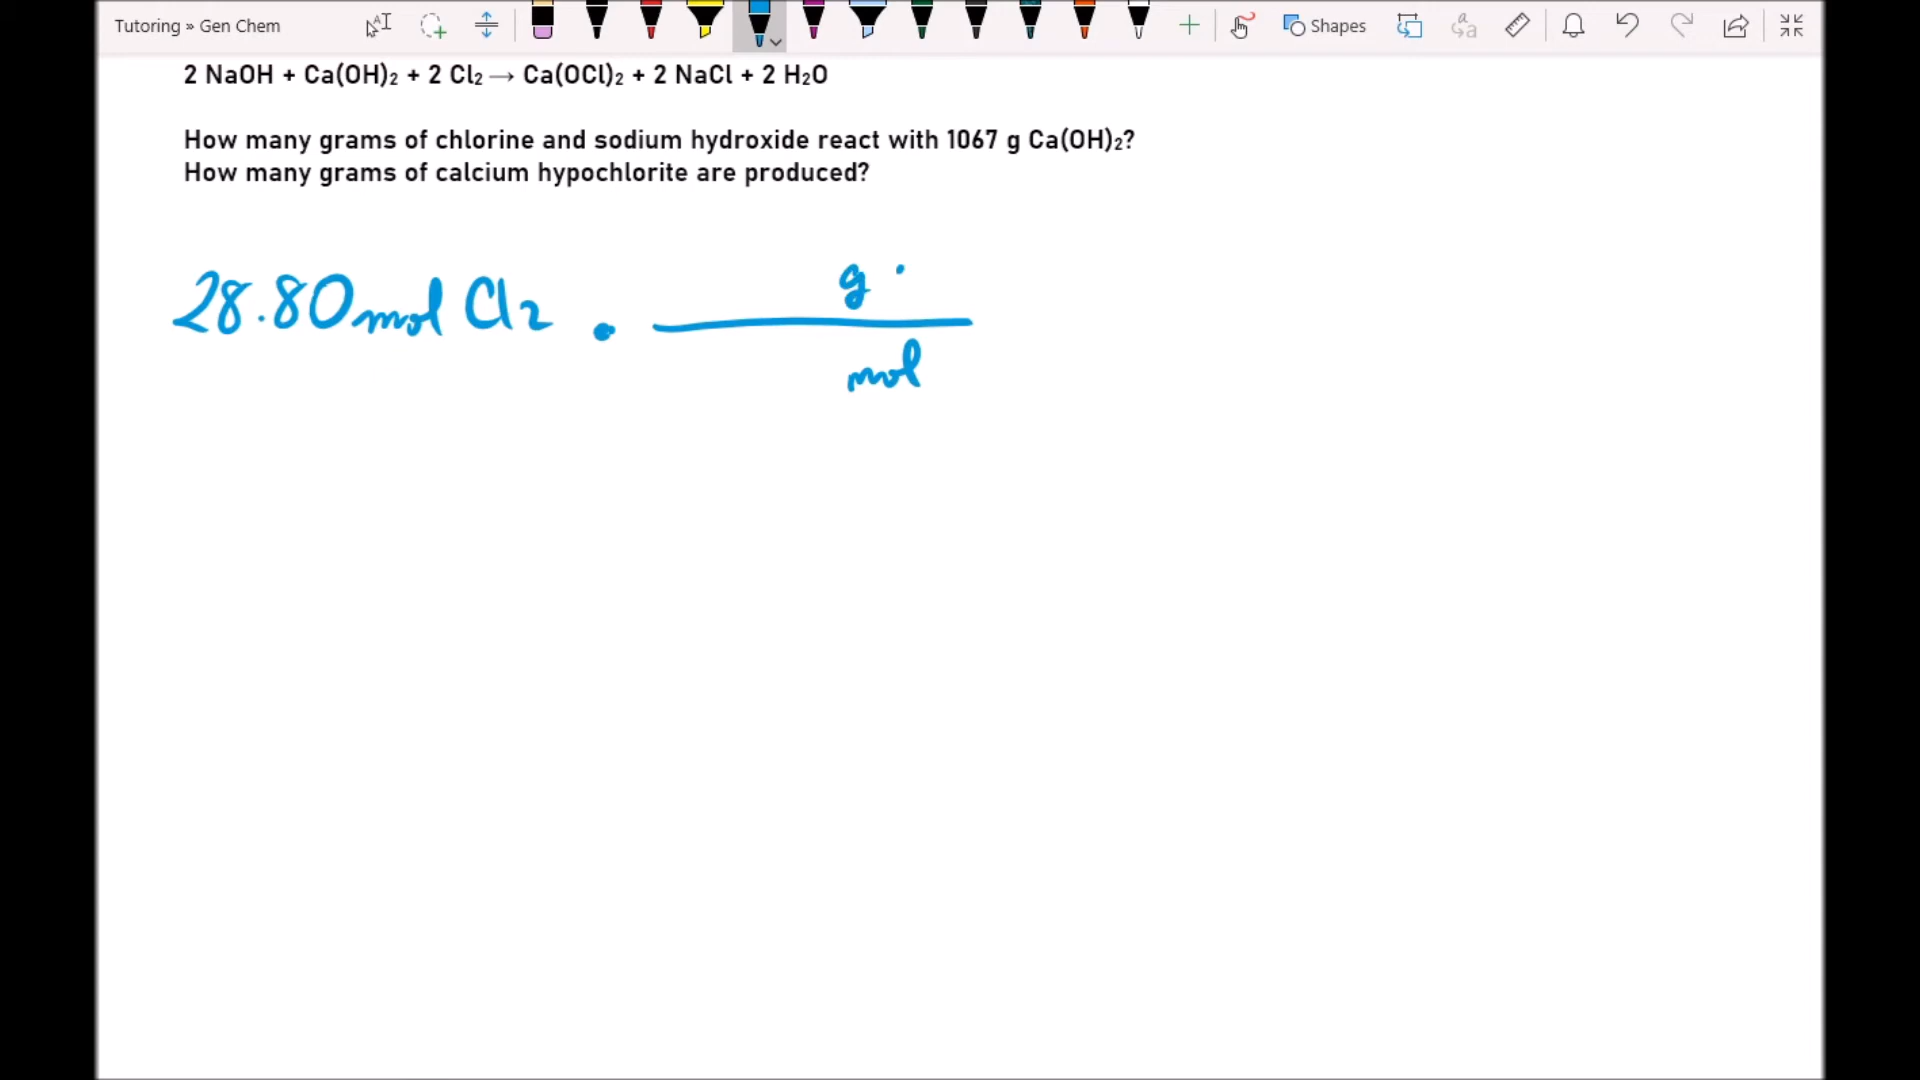 Tutoring » Gen Chem
Shapes
2 NaOH + Ca(OH)₂ + 2 Cl₂ → Ca(OCl)₂ + 2 NaCl + 2 H₂O
How many grams of chlorine and sodium hydroxide react with 1067 g Ca(OH)₂?
How many grams of calcium hypochlorite are produced?
g
28.80 mol Cl₂ ·
mol